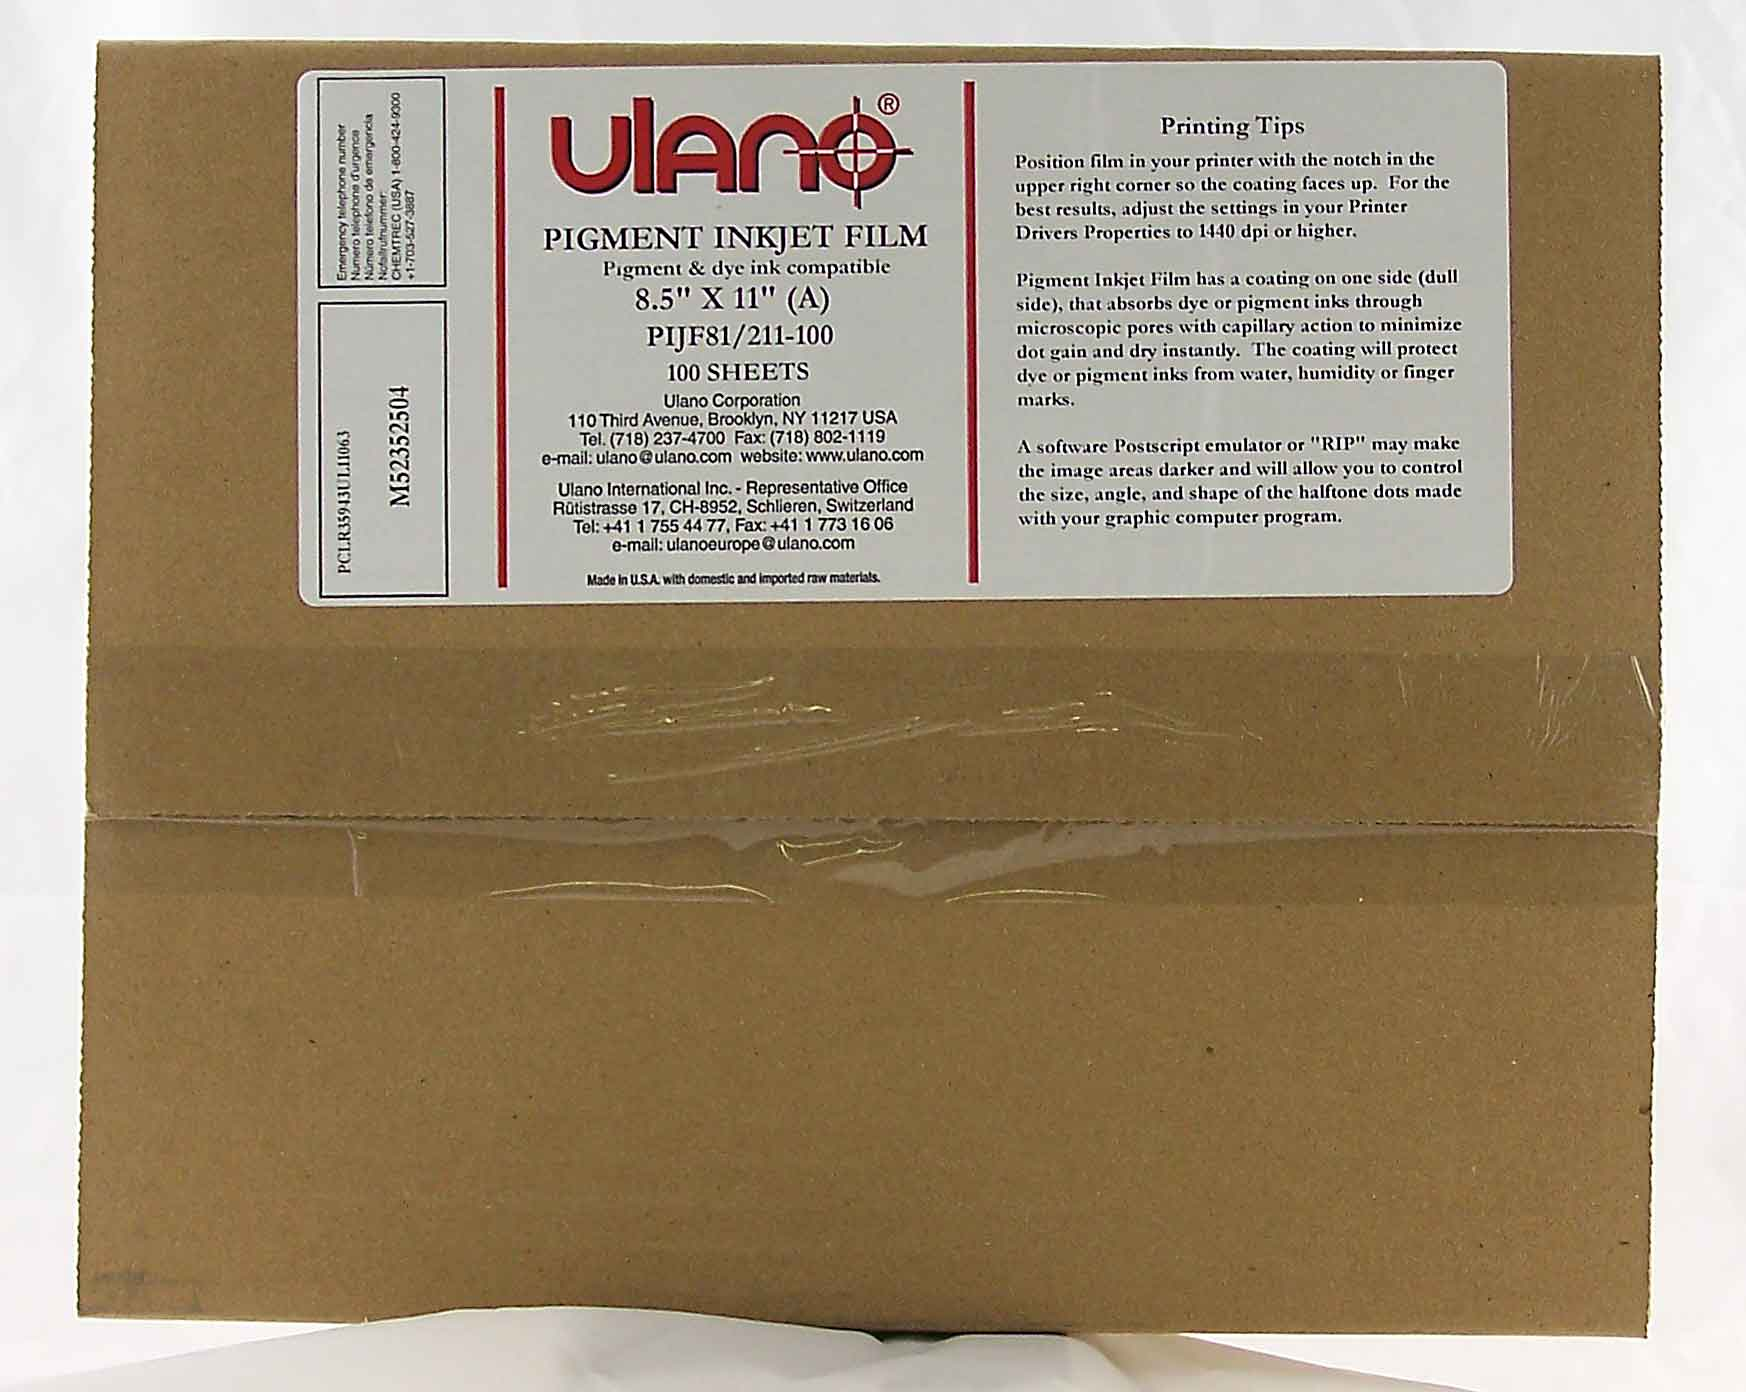 Emergency telephone number
Numero telephone d'urgence
Número telefono de emergencia
Notallrufnummer:
CHEMTREC (USA) 1-800-424-9300
+1-703-527-3887
PCLR35943UL11063
M52352504
ulano®
PIGMENT INKJET FILM
Pigment & dye ink compatible
8.5" X 11" (A)
PIJF81/211-100
100 SHEETS
Ulano Corporation
110 Third Avenue, Brooklyn, NY 11217 USA
Tel. (718) 237-4700 Fax: (718) 802-1119
e-mail: ulano@ulano.com website: www.ulano.com
Ulano International Inc. - Representative Office
Rütistrasse 17, CH-8952, Schlieren, Switzerland
Tel: +41 1 755 44 77, Fax: +41 1 773 16 06
e-mail: ulanoeurope@ulano.com
Made in U.S.A. with domestic and imported raw materials.
Printing Tips
Position film in your printer with the notch in the
upper right corner so the coating faces up. For the
best results, adjust the settings in your Printer
Drivers Properties to 1440 dpi or higher.
Pigment Inkjet Film has a coating on one side (dull
side), that absorbs dye or pigment inks through
microscopic pores with capillary action to minimize
dot gain and dry instantly. The coating will protect
dye or pigment inks from water, humidity or finger
marks.
A software Postscript emulator or "RIP" may make
the image areas darker and will allow you to control
the size, angle, and shape of the halftone dots made
with your graphic computer program.